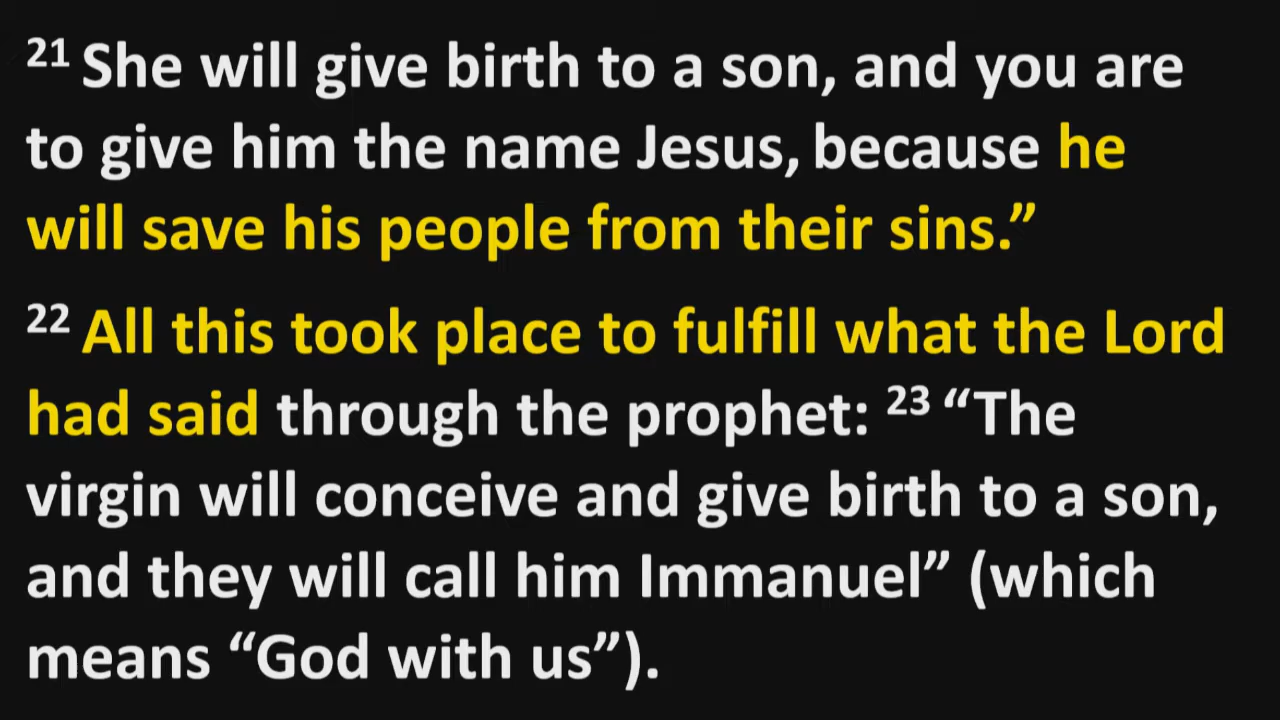 21 She will give birth to a son, and you are
to give him the name Jesus, because he
will save his people from their sins.”
22 All this took place to fulfill what the Lord
had said through the prophet: 23 “The
virgin will conceive and give birth to a son,
and they will call him Immanuel” (which
means “God with us”).